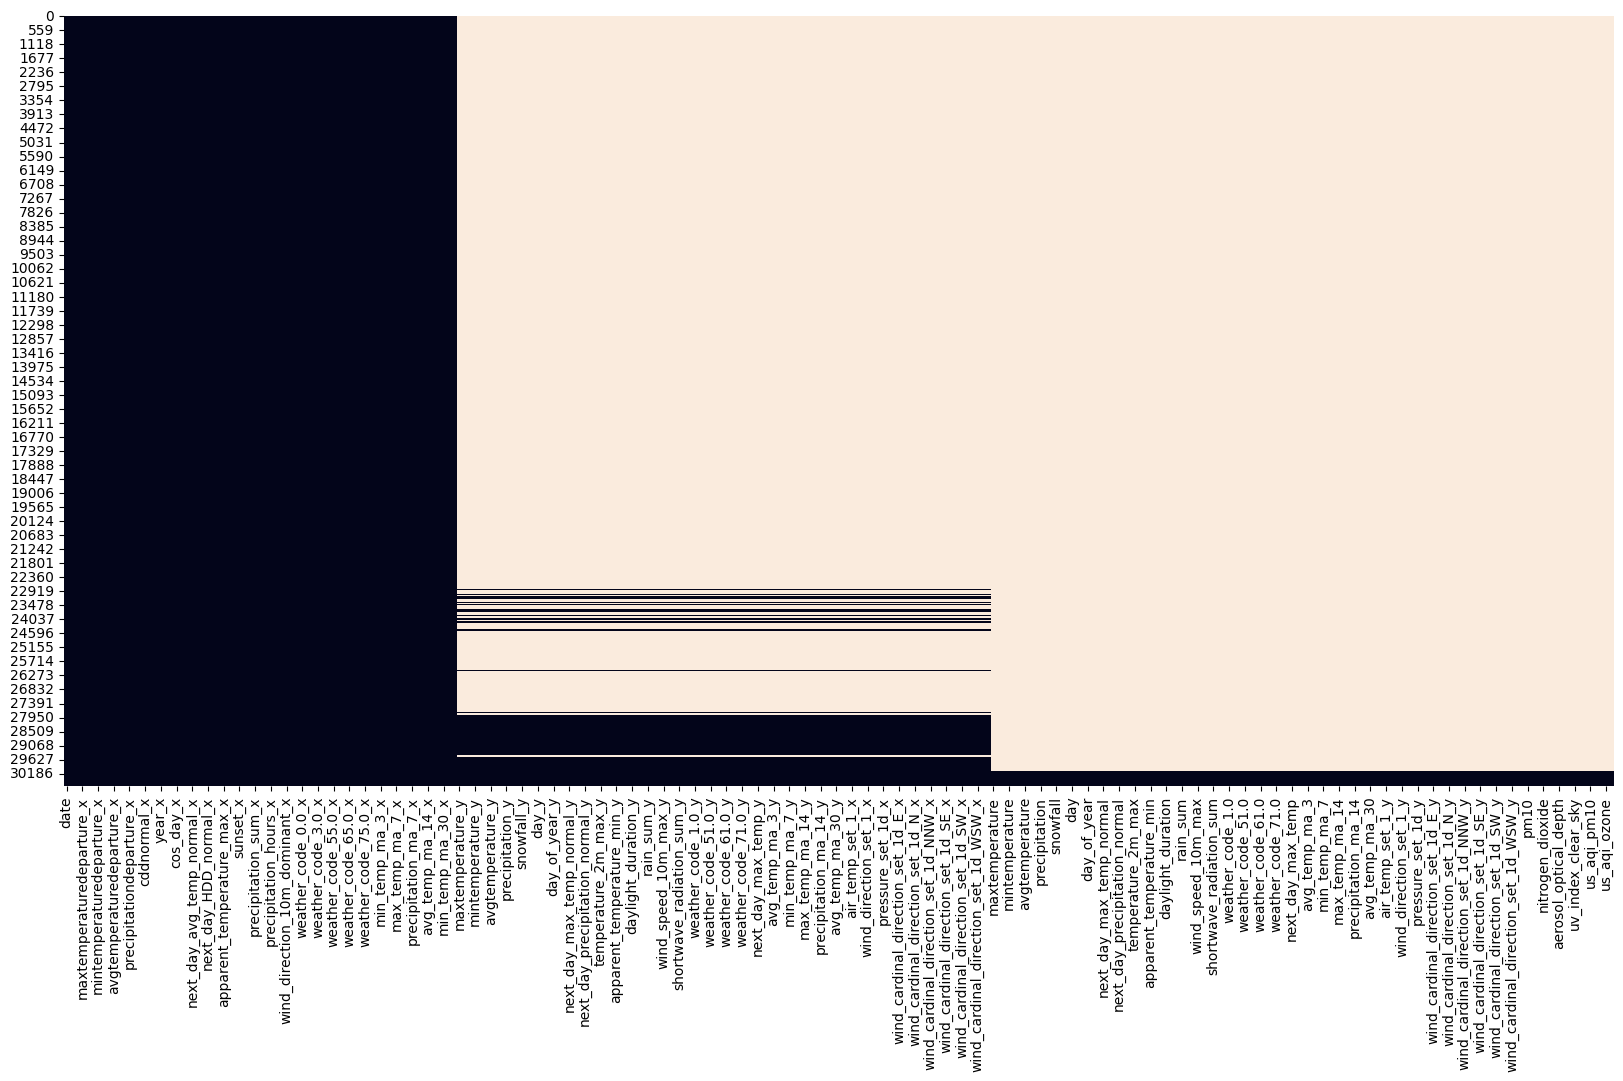 0
559
1118
1677
2236
2795
3354
3913
4472
5031
5590
6149
6708
7267
7826
8385
8944
9503
10062
10621
11180
11739
12298
12857
13416
13975
14534
15093
15652
16211
16770
17329
17888
18447
19006
19565
20124
20683
21242
21801
22360
22919
23478
24037
24596
25155
25714
26273
26832
27391
27950
28509
29068
29627
30186
date
maxtemperaturedeparture_x
mintemperaturedeparture_x
avgtemperaturedeparture_x
precipitationdeparture_x
cddnormal_x
year_x
cos_day_x
next_day_avg_temp_normal_x
next_day_HDD_normal_x
apparent_temperature_max_x
sunset_x
precipitation_sum_x
precipitation_hours_x
wind_direction_10m_dominant_x
weather_code_0.0_x
weather_code_3.0_x
weather_code_55.0_x
weather_code_65.0_x
weather_code_75.0_x
min_temp_ma_3_x
max_temp_ma_7_x
precipitation_ma_7_x
avg_temp_ma_14_x
min_temp_ma_30_x
maxtemperature_y
mintemperature_y
avgtemperature_y
precipitation_y
snowfall_y
day_y
day_of_year_y
next_day_max_temp_normal_y
next_day_precipitation_normal_y
temperature_2m_max_y
apparent_temperature_min_y
daylight_duration_y
rain_sum_y
wind_speed_10m_max_y
shortwave_radiation_sum_y
weather_code_1.0_y
weather_code_51.0_y
weather_code_61.0_y
weather_code_71.0_y
next_day_max_temp_y
avg_temp_ma_3_y
min_temp_ma_7_y
max_temp_ma_14_y
precipitation_ma_14_y
avg_temp_ma_30_y
air_temp_set_1_x
wind_direction_set_1_x
pressure_set_1d_x
wind_cardinal_direction_set_1d_E_x
wind_cardinal_direction_set_1d_N_x
wind_cardinal_direction_set_1d_NNW_x
wind_cardinal_direction_set_1d_SE_x
wind_cardinal_direction_set_1d_SW_x
wind_cardinal_direction_set_1d_WSW_x
maxtemperature
mintemperature
avgtemperature
precipitation
snowfall
day
day_of_year
next_day_max_temp_normal
next_day_precipitation_normal
temperature_2m_max
apparent_temperature_min
daylight_duration
rain_sum
wind_speed_10m_max
shortwave_radiation_sum
weather_code_1.0
weather_code_51.0
weather_code_61.0
weather_code_71.0
next_day_max_temp
avg_temp_ma_3
min_temp_ma_7
max_temp_ma_14
precipitation_ma_14
avg_temp_ma_30
air_temp_set_1_y
wind_direction_set_1_y
pressure_set_1d_y
wind_cardinal_direction_set_1d_E_y
wind_cardinal_direction_set_1d_N_y
wind_cardinal_direction_set_1d_NNW_y
wind_cardinal_direction_set_1d_SE_y
wind_cardinal_direction_set_1d_SW_y
wind_cardinal_direction_set_1d_WSW_y
pm10
nitrogen_dioxide
aerosol_optical_depth
uv_index_clear_sky
us_aqi_pm10
us_aqi_ozone